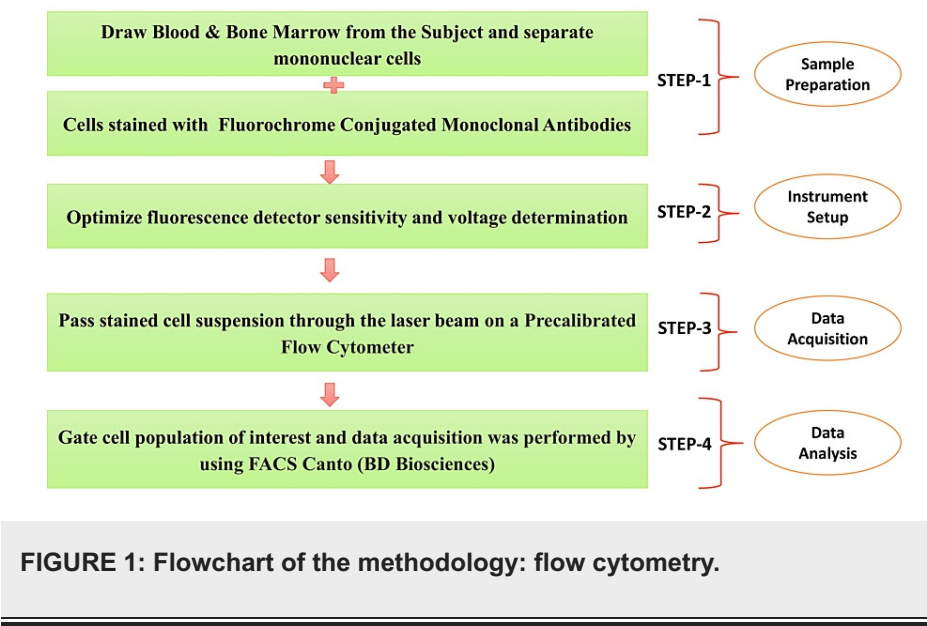 Draw Blood & Bone Marrow from the Subject and separate
mononuclear cells
Cells stained with Fluorochrome Conjugated Monoclonal Antibodies
STEP-1
Sample
Preparation
Optimize fluorescence detector sensitivity and voltage determination
STEP-2
Instrument
Setup
Pass stained cell suspension through the laser beam on a Precalibrated
Flow Cytometer
STEP-3
Data
Acquisition
Gate cell population of interest and data acquisition was performed by
using FACS Canto (BD Biosciences)
STEP-4
Data
Analysis
FIGURE 1: Flowchart of the methodology: flow cytometry.